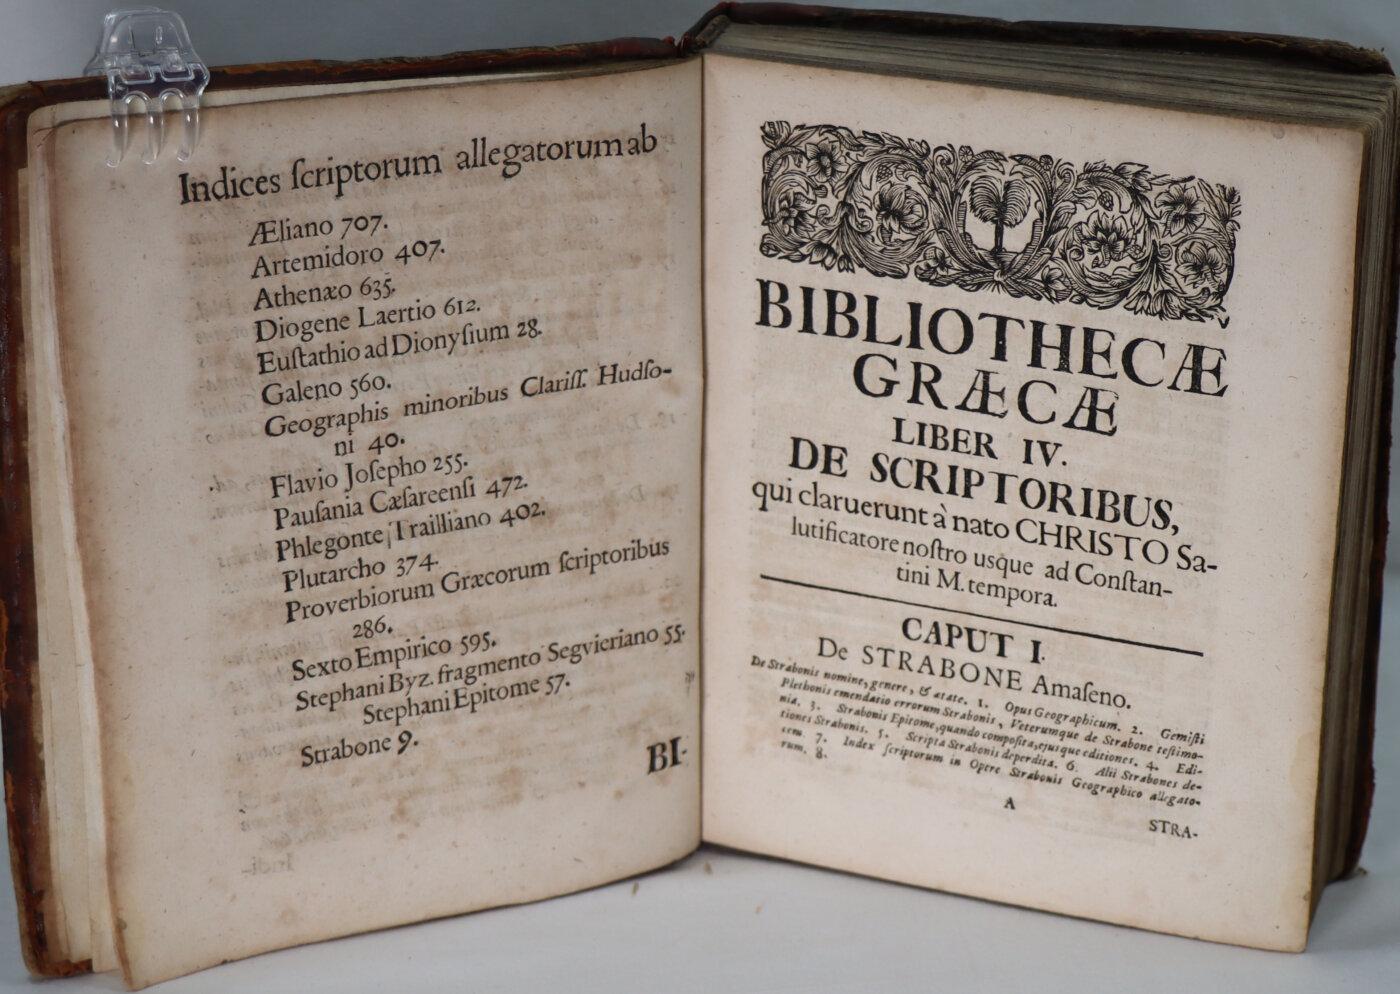 Indices ſcriptorum allegatorum ab
Æliano 707.
Artemidoro 407.
Athenæo 635.
Diogene Laertio 612.
Euſtathio ad Dionyſium 28.
Galeno 560.
Geographis minoribus Clariſſ. Hudſo-
ni 40.
Flavio Joſepho 255.
Pauſania Cæſareenſi 472.
Phlegonte Trailliano 402.
Plutarcho 374.
Proverbiorum Græcorum ſcriptoribus
286.
Sexto Empirico 595.
Stephani Byz. fragmento Segvieriano 55.
Stephani Epitome 57.
Strabone 9.
BI-
BIBLIOTHECÆ
GRÆCÆ
LIBER IV.
DE SCRIPTORIBUS,
qui claruerunt à nato CHRISTO Sa-
lutificatore noſtro usque ad Conſtan-
tini M. tempora.
CAPUT I.
De STRABONE Amaſeno.
De Strabonis nomine, genere, & ætate. 1. Opus Geographicum. 2. Gemiſti
Plethonis emendatio errorum Strabonis, Veterumque de Strabone teſtimo-
nia. 3. Strabonis Epitome, quando compoſita, ejusque editiones. 4. Edi-
tiones Strabonis. 5. Scripta Strabonis deperdita. 6. Alii Strabones de-
cem. 7. Index ſcriptorum in Opere Strabonis Geographico allegato-
rum. 8.
A
STRA-